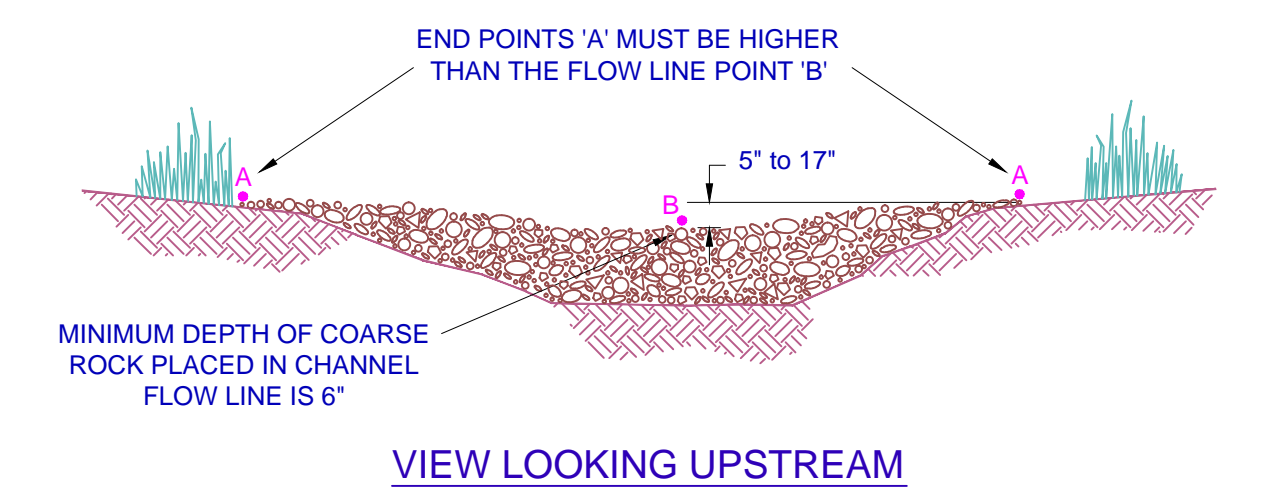 END POINTS 'A' MUST BE HIGHER
THAN THE FLOW LINE POINT 'B'
5" to 17"
A
A
B
MINIMUM DEPTH OF COARSE
ROCK PLACED IN CHANNEL
FLOW LINE IS 6"
VIEW LOOKING UPSTREAM